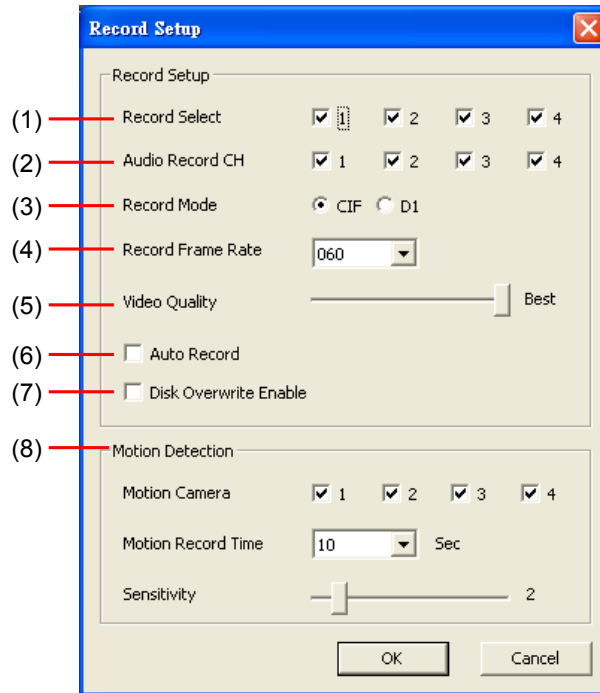 Record Setup
Record Setup
(1) Record Select 1 2 3 4
(2) Audio Record CH 1 2 3 4
(3) Record Mode CIF D1
(4) Record Frame Rate 060
(5) Video Quality Best
(6) Auto Record
(7) Disk Overwrite Enable
(8) Motion Detection
Motion Camera 1 2 3 4
Motion Record Time 10 Sec
Sensitivity 2
OK Cancel